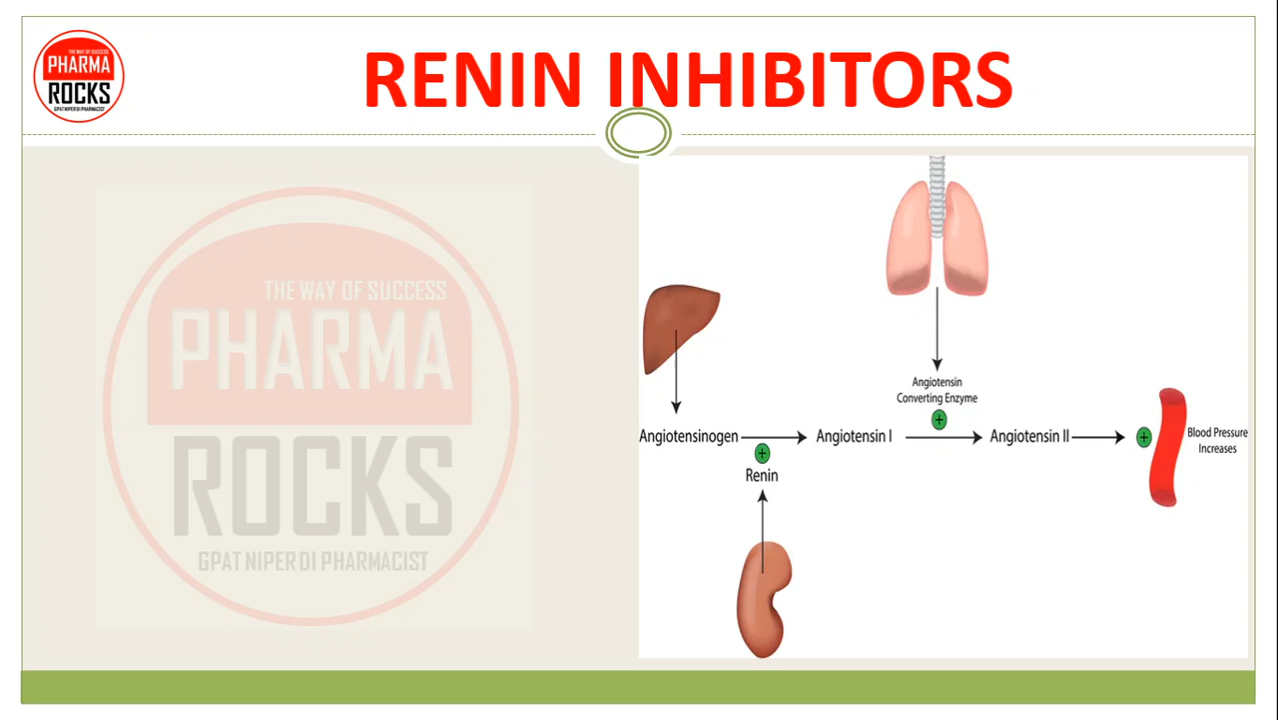 THE WAY OF SUCCESS
PHARMA
ROCKS
GPAT NIPER DI PHARMACIST
RENIN INHIBITORS
THE WAY OF SUCCESS
PHARMA
ROCKS
GPAT NIPER DI PHARMACIST
Angiotensin
Converting Enzyme
Angiotensinogen
Angiotensin I
Angiotensin II
Blood Pressure
Increases
Renin